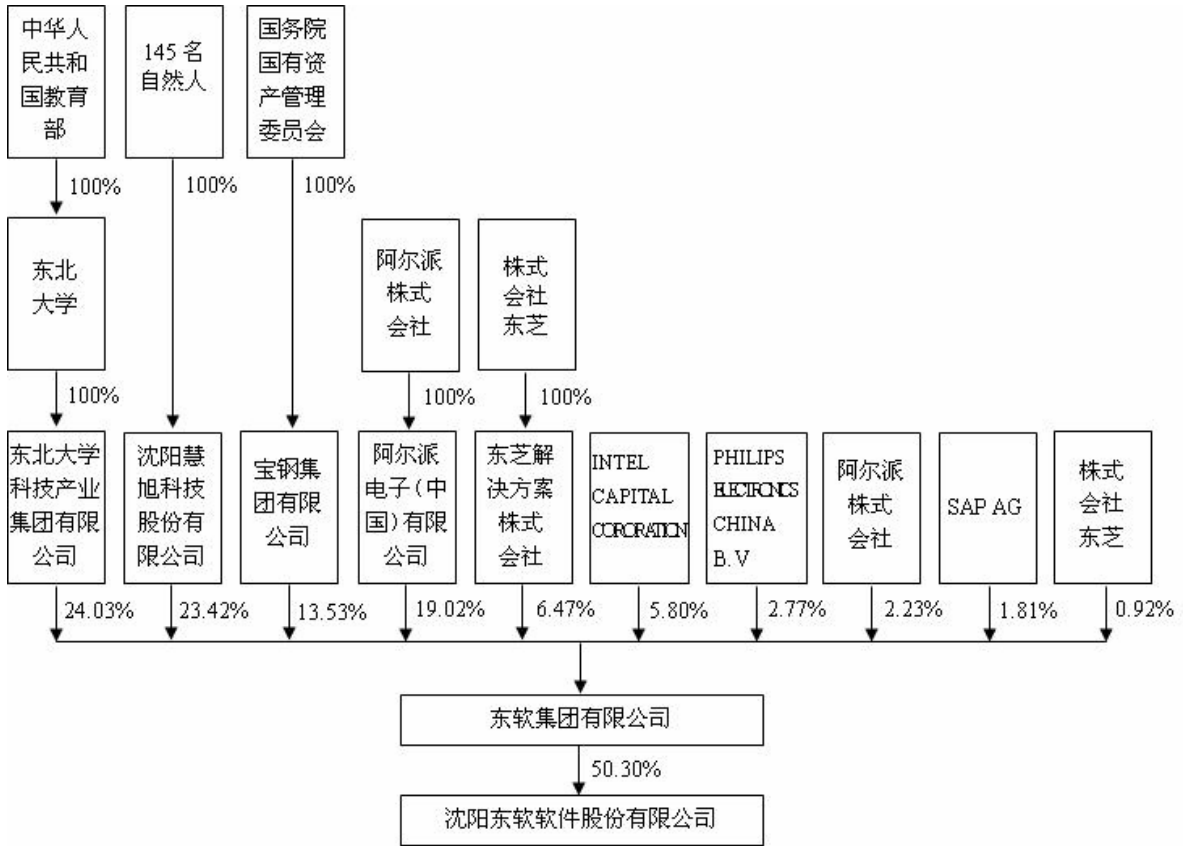 中华人
民共和
国教育
部
145 名
自然人
国务院
国有资
产管理
委员会
100%
100%
100%
东北
大学
阿尔派
株式
会社
株式
会社
东芝
100%
100%
100%
东北大学
科技产业
集团有限
公司
沈阳慧
旭科技
股份有
限公司
宝钢集
团有限
公司
阿尔派
电子(中
国)有限
公司
东芝解
决方案
株式
会社
INTEL
CAPITAL
CORORATION
PHILIPS
ELECTRONICS
CHINA
B.V
阿尔派
株式
会社
SAP AG
株式
会社
东芝
24.03%
23.42%
13.53%
19.02%
6.47%
5.80%
2.77%
2.23%
1.81%
0.92%
东软集团有限公司
50.30%
沈阳东软软件股份有限公司